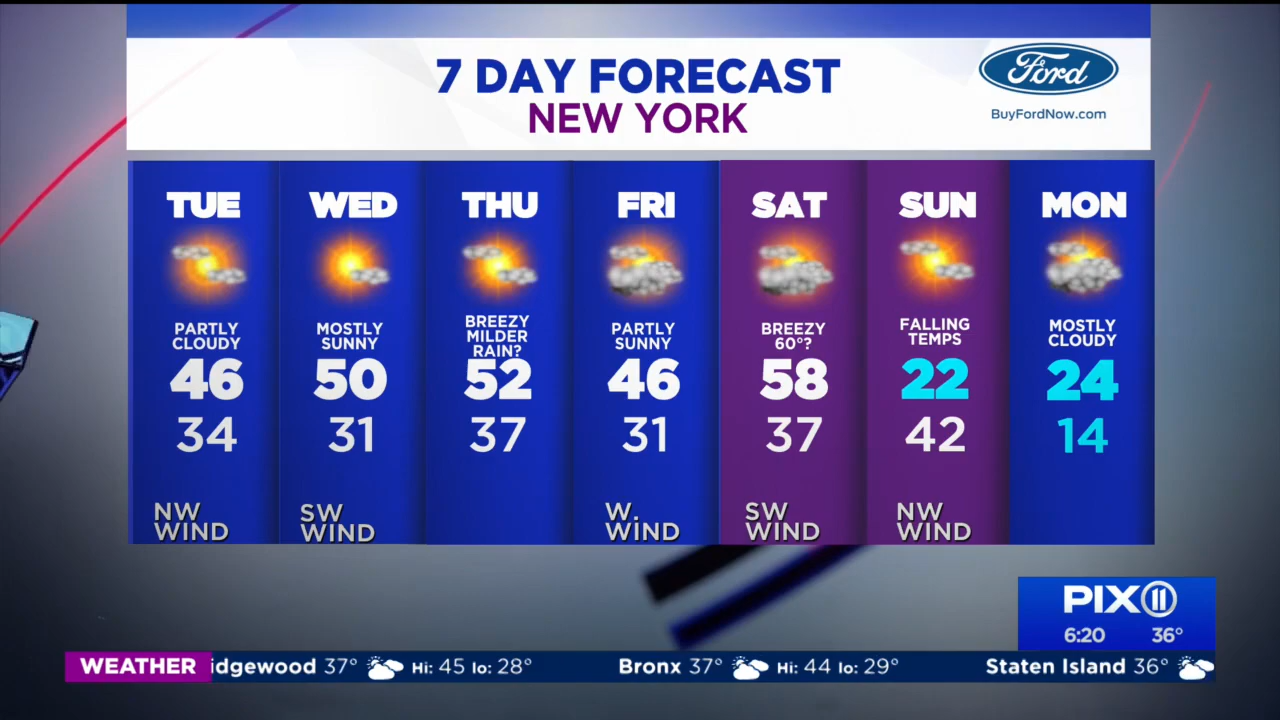 7 DAY FORECAST
NEW YORK
Ford
BuyFordNow.com
TUE
PARTLY
CLOUDY
46
34
NW
WIND
WED
MOSTLY
SUNNY
50
31
SW
WIND
THU
BREEZY
MILDER
RAIN?
52
37
FRI
PARTLY
SUNNY
46
31
W.
WIND
SAT
BREEZY
60°?
58
37
SW
WIND
SUN
FALLING
TEMPS
22
42
NW
WIND
MON
MOSTLY
CLOUDY
24
14
PIX11
6:20 36°
WEATHER idgewood 37° Hi: 45 lo: 28° Bronx 37° Hi: 44 lo: 29° Staten Island 36°